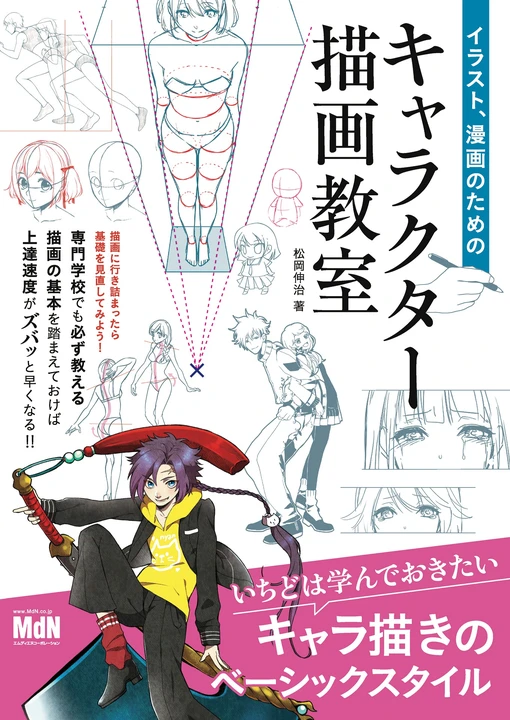 イラスト、漫画のための
キャラクター
描画教室
松岡伸治 著
描画に行き詰まったら
基礎を見直してみよう!
専門学校でも必ず教える
描画の基本を踏まえておけば
上達速度がズバッと早くなる!!
いちどは学んでおきたい
キャラ描きの
ベーシックスタイル
www.MdN.co.jp
MdN
エムディエヌコーポレーション